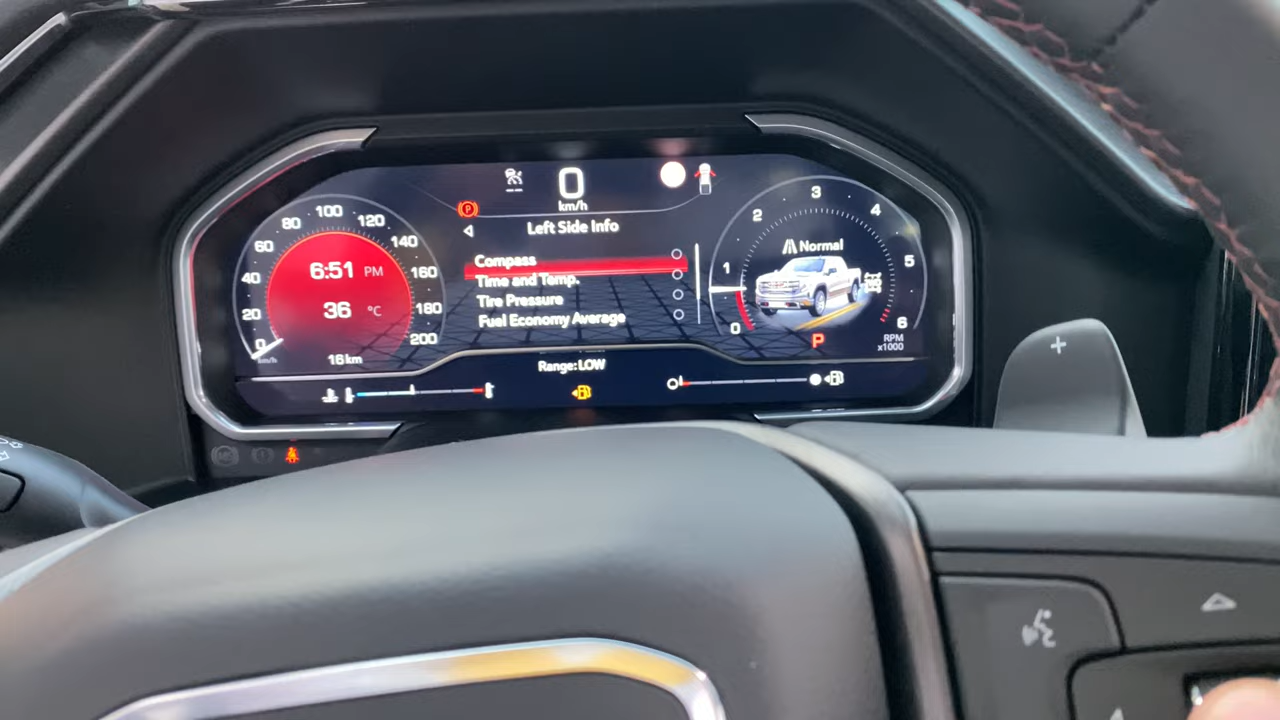 0
km/h
P
Left Side Info
Compass
Time and Temp.
Tire Pressure
Fuel Economy Average
0
20
40
60
80
100
120
140
160
180
200
km/h
6:51 PM
36 °C
16 km
0
1
2
3
4
5
6
Normal
P
RPM
x1000
Range: LOW
+